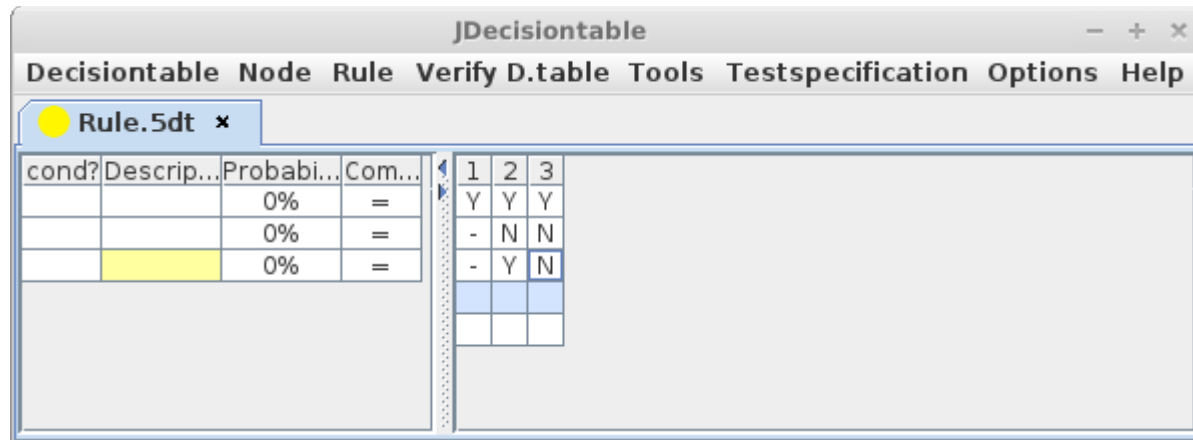 JDecisiontable
Decisiontable Node Rule Verify D.table Tools Testspecification Options Help
Rule.5dt
cond? Descrip... Probabi... Com... 1 2 3
0% = Y Y Y
0% = - N N
0% = - Y N